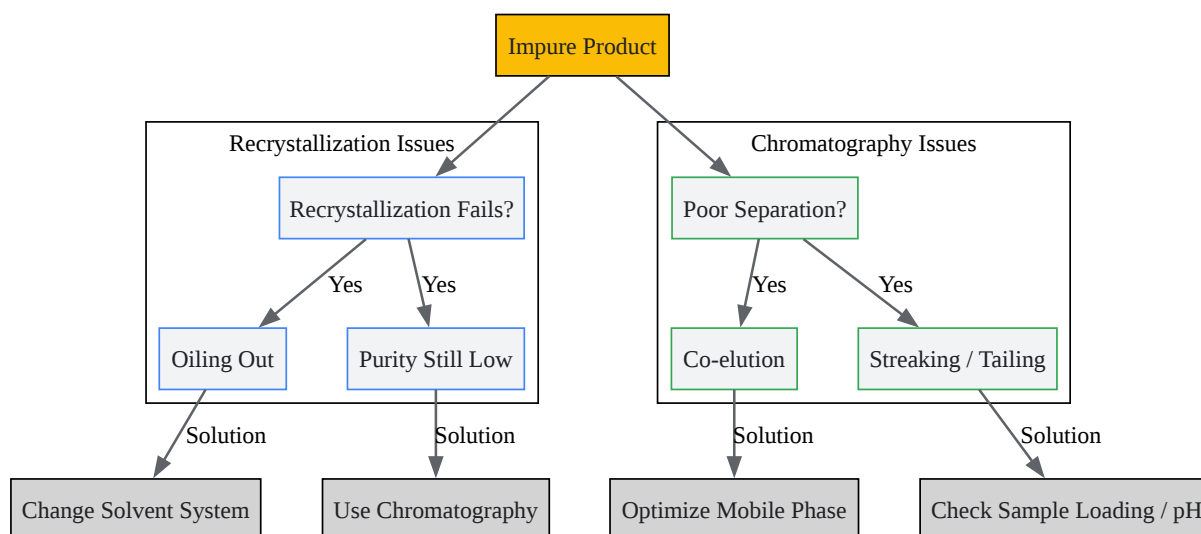 Impure Product
Recrystallization Issues
Chromatography Issues
Recrystallization Fails?
Poor Separation?
Yes
Yes
Yes
Yes
Oiling Out
Purity Still Low
Co-elution
Streaking / Tailing
Solution
Solution
Solution
Solution
Change Solvent System
Use Chromatography
Optimize Mobile Phase
Check Sample Loading / pH